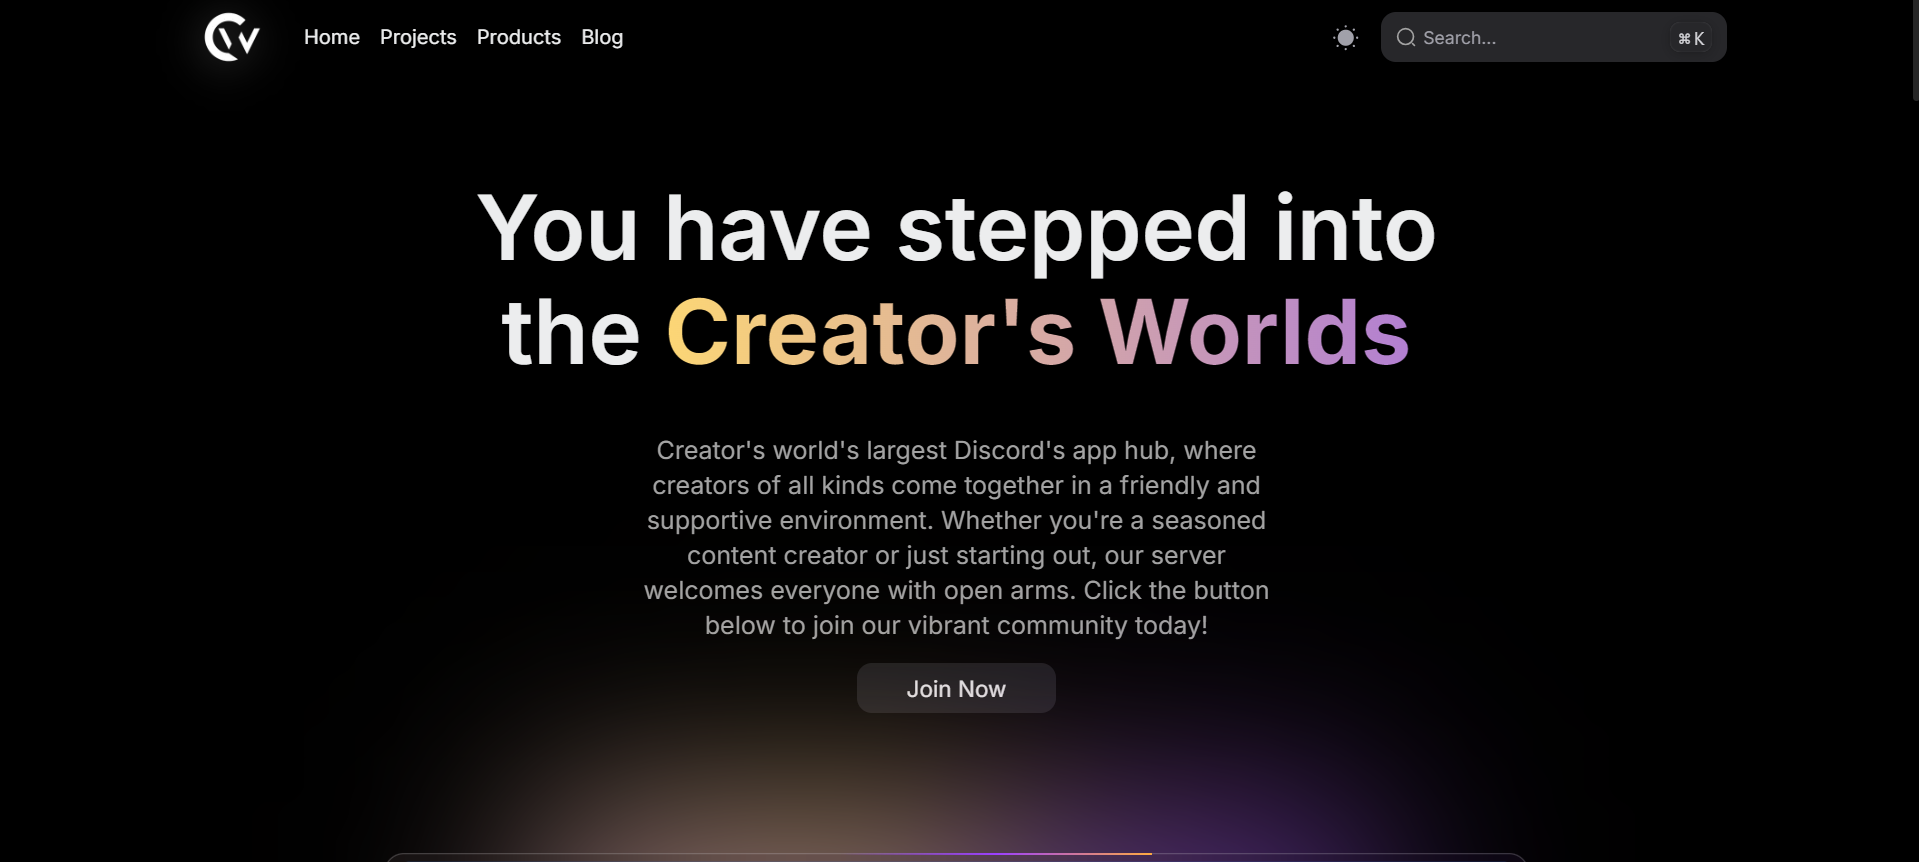 CW
Home Projects Products Blog
Search...
⌘ K
You have stepped into
the Creator's Worlds
Creator's world's largest Discord's app hub, where
creators of all kinds come together in a friendly and
supportive environment. Whether you're a seasoned
content creator or just starting out, our server
welcomes everyone with open arms. Click the button
below to join our vibrant community today!
Join Now